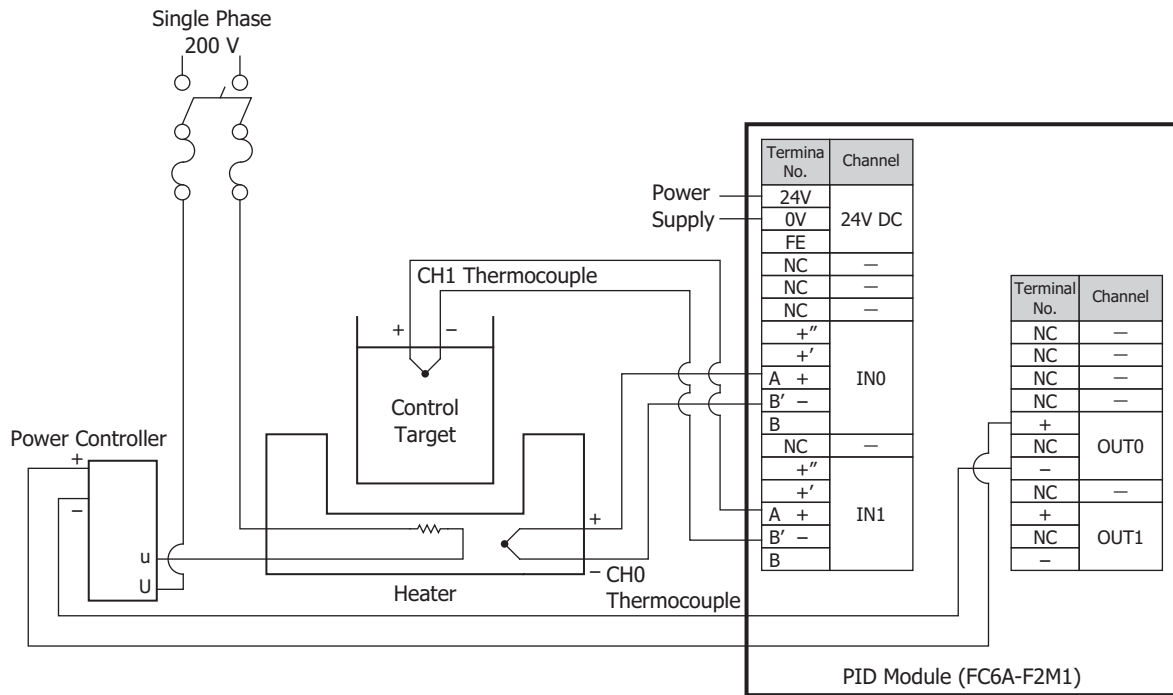 Single Phase
200 V
Power
Supply
CH1 Thermocouple
+ −
Control
Target
Power Controller
+
−
u
U
Heater
+
− CH0
Thermocouple
Termina Channel
No.
24V
0V 24V DC
FE
NC —
NC —
NC —
+″
+′
A + IN0
B′ −
B
NC —
+″
+′
A + IN1
B′ −
B
Terminal Channel
No.
NC —
NC —
NC —
NC —
+
NC OUT0
−
NC —
+
NC OUT1
−
PID Module (FC6A-F2M1)